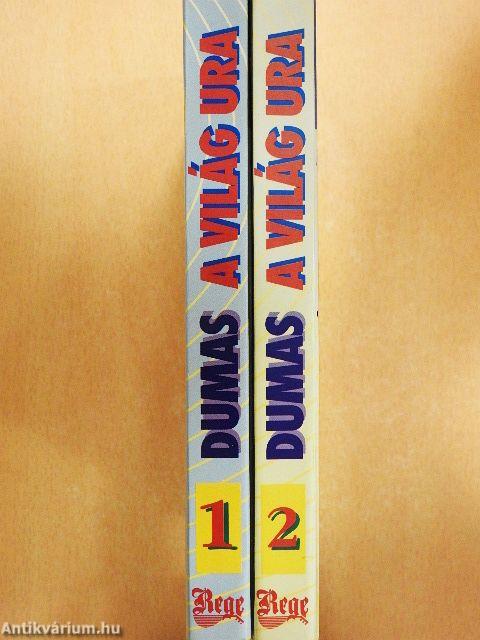 DUMAS A VILÁG URA
1
Rege
DUMAS A VILÁG URA
2
Rege
Antikvárium.hu